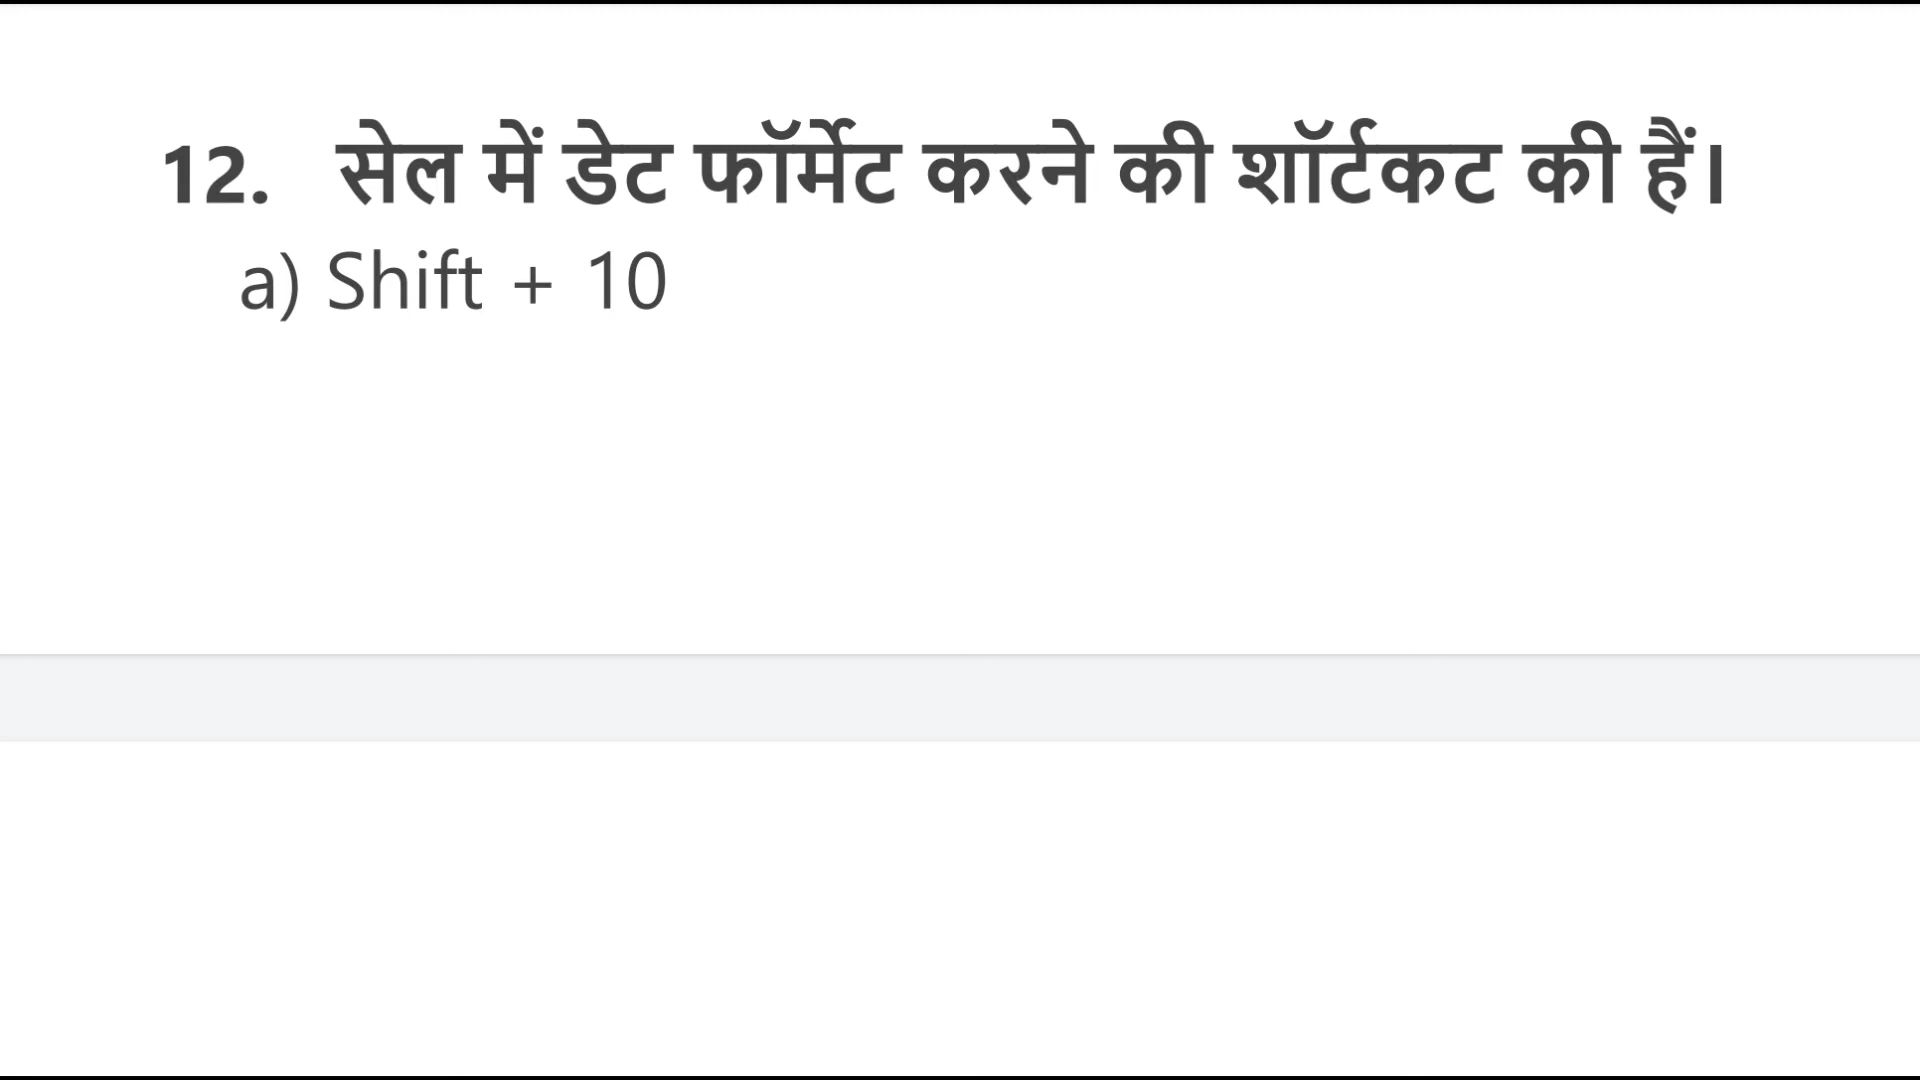 12. सेल में डेट फॉर्मेट करने की शॉर्टकट की हैं।
a) Shift + 10